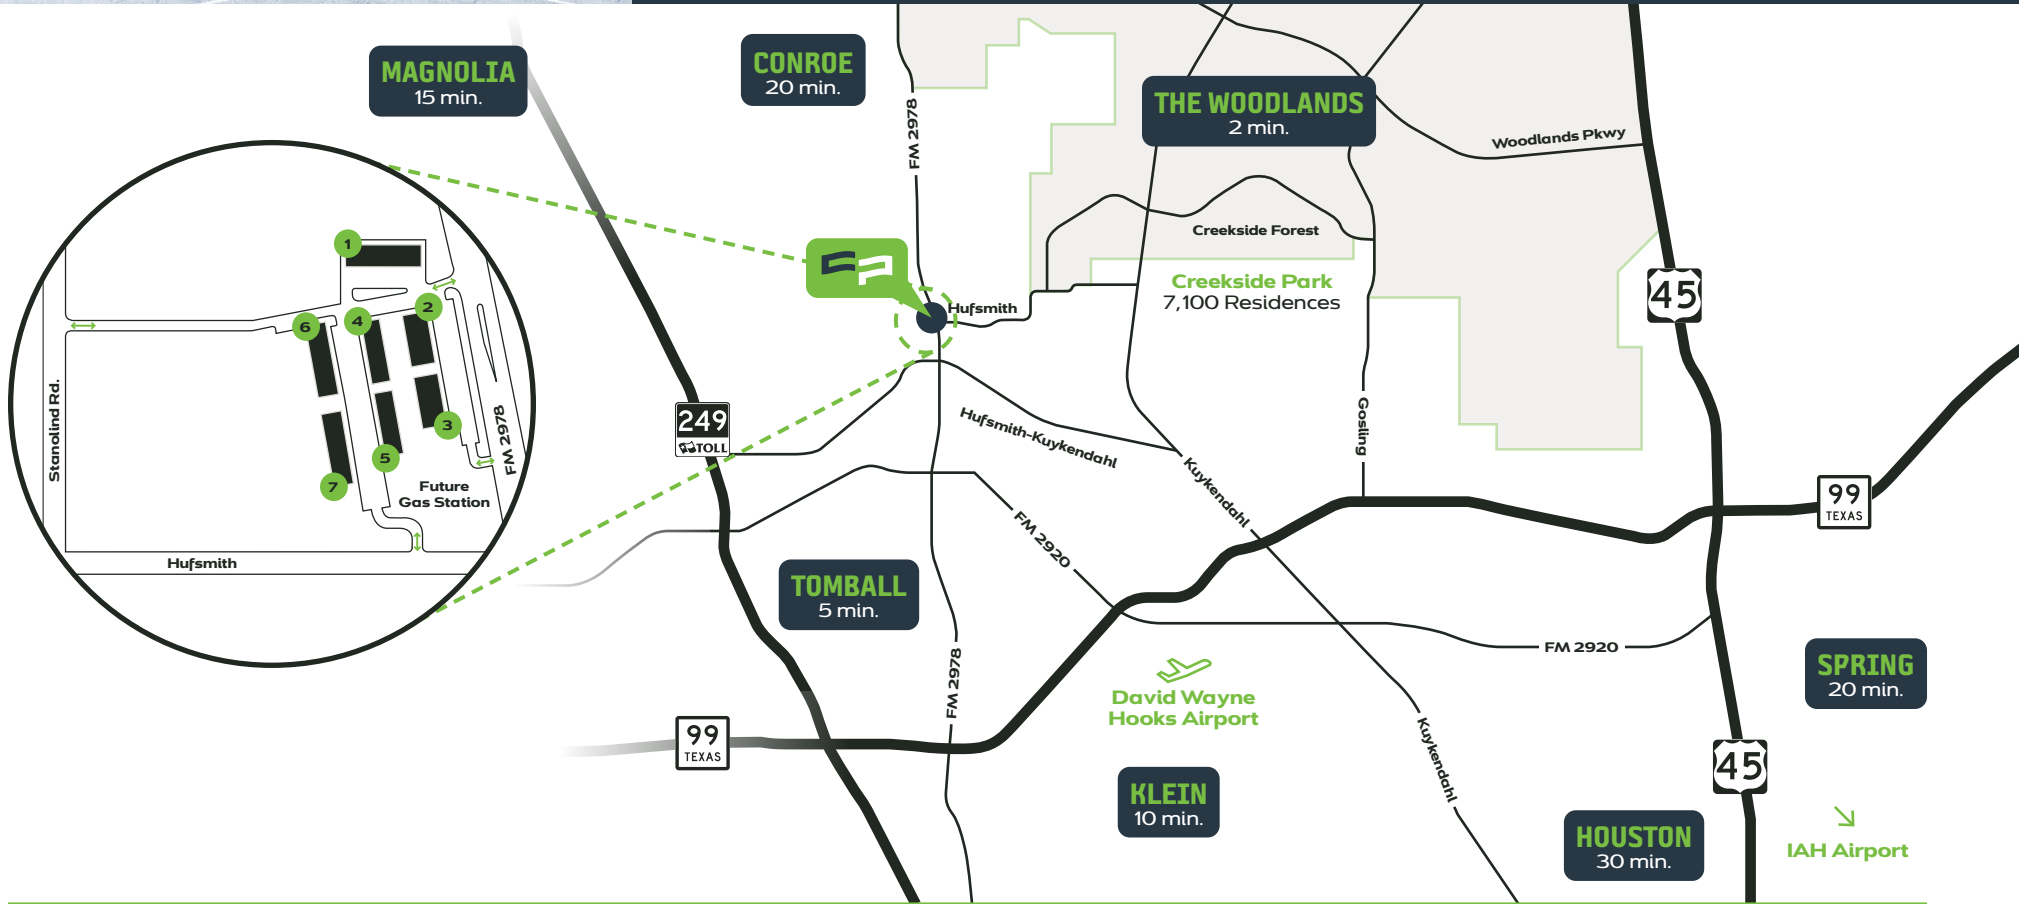 MAGNOLIA
15 min.
CONROE
20 min.
THE WOODLANDS
2 min.
FM 2978
Woodlands Pkwy
Creekside Forest
Creekside Park
7,100 Residences
Hufsmith
45
249
TOLL
Hufsmith-Kuykendahl
Gosling
Kuykendahl
99
TEXAS
FM 2920
TOMBALL
5 min.
FM 2978
FM 2920
SPRING
20 min.
David Wayne
Hooks Airport
99
TEXAS
Kuykendahl
45
KLEIN
10 min.
HOUSTON
30 min.
IAH Airport
1
2
6
4
3
5
7
Stanolind Rd.
FM 2978
Future
Gas Station
Hufsmith